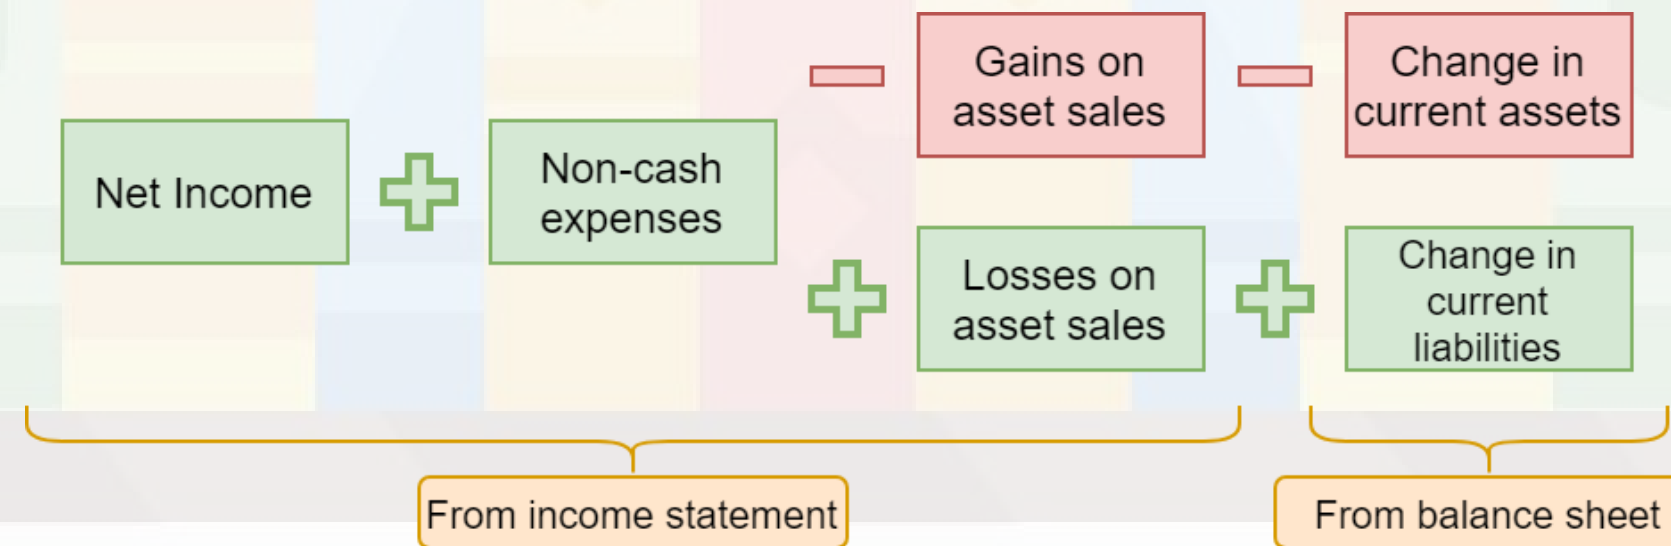 Net Income
Non-cash
expenses
Gains on
asset sales
Losses on
asset sales
Change in
current assets
Change in
current
liabilities
From income statement
From balance sheet